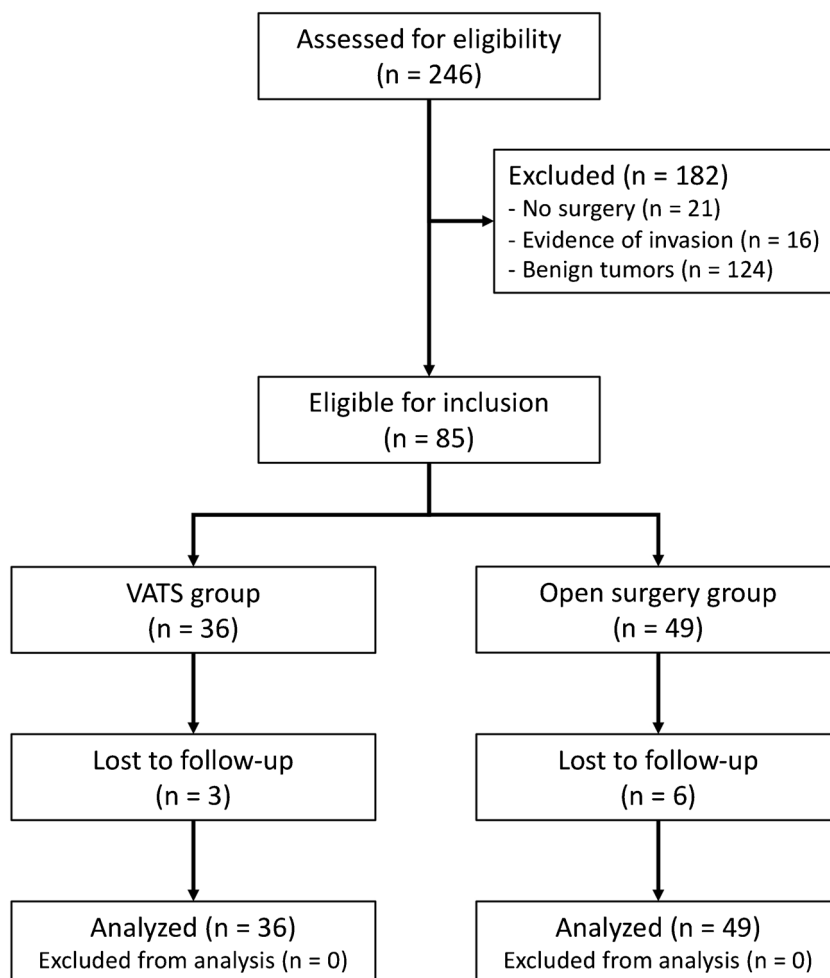 Assessed for eligibility
(n = 246)
Excluded (n = 182)
- No surgery (n = 21)
- Evidence of invasion (n = 16)
- Benign tumors (n = 124)
Eligible for inclusion
(n = 85)
VATS group
(n = 36)
Open surgery group
(n = 49)
Lost to follow-up
(n = 3)
Lost to follow-up
(n = 6)
Analyzed (n = 36)
Excluded from analysis (n = 0)
Analyzed (n = 49)
Excluded from analysis (n = 0)